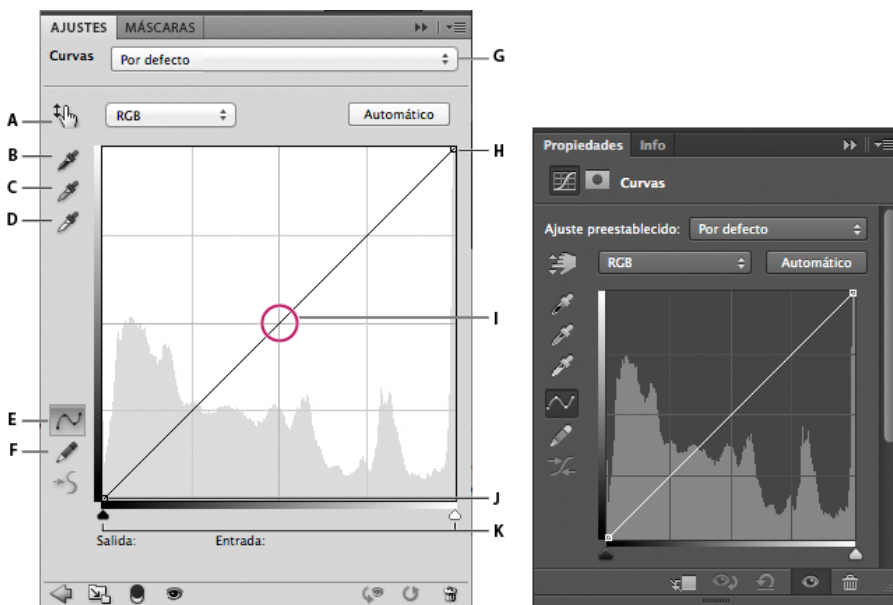 AJUSTES MÁSCARAS
Curvas Por defecto G
A RGB Automático
B
C
D
H
I
E
F
J
K
Salida: Entrada:
Propiedades Info
Curvas
Ajuste preestablecido: Por defecto
RGB Automático